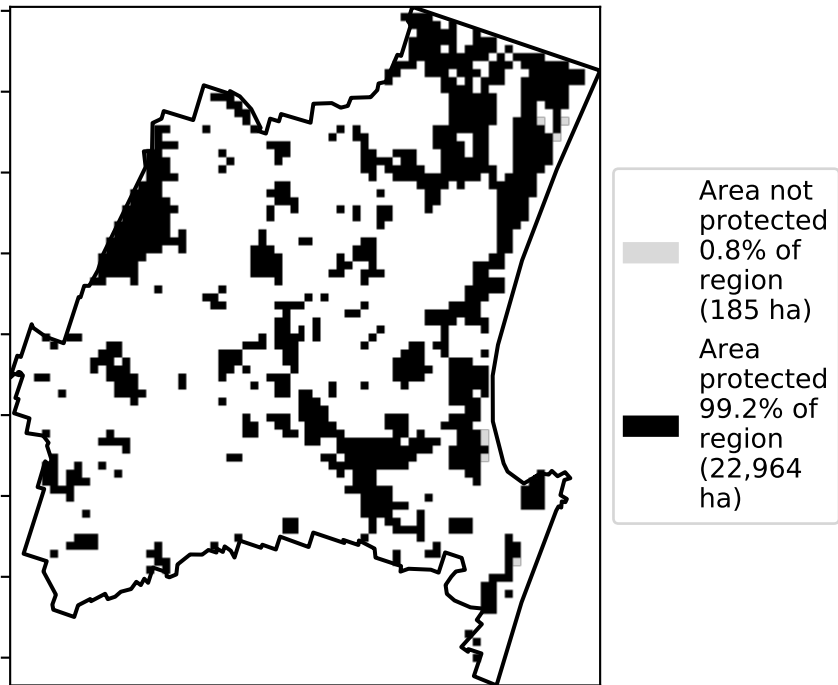 Area not
protected
0.8% of
region
(185 ha)
Area
protected
99.2% of
region
(22,964
ha)